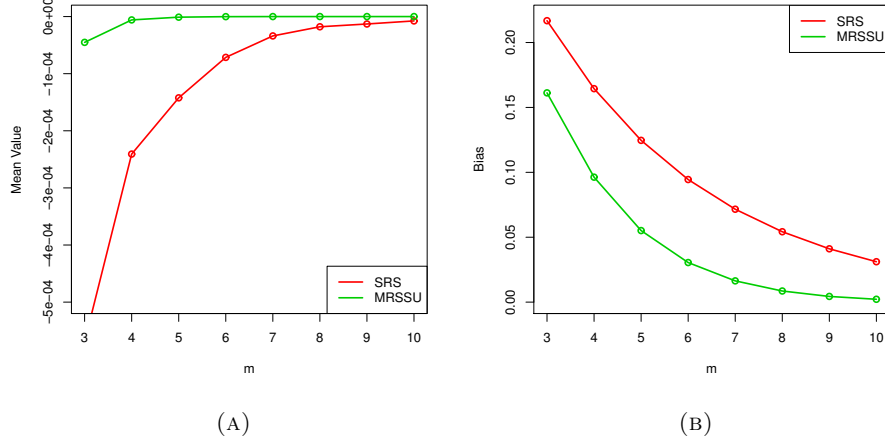 0e+00
-1e-04
-2e-04
-3e-04
-4e-04
-5e-04
Mean Value
SRS
MRSSU
3 4 5 6 7 8 9 10
m
(A)
0.20
0.15
0.10
0.05
0.00
Bias
SRS
MRSSU
3 4 5 6 7 8 9 10
m
(B)